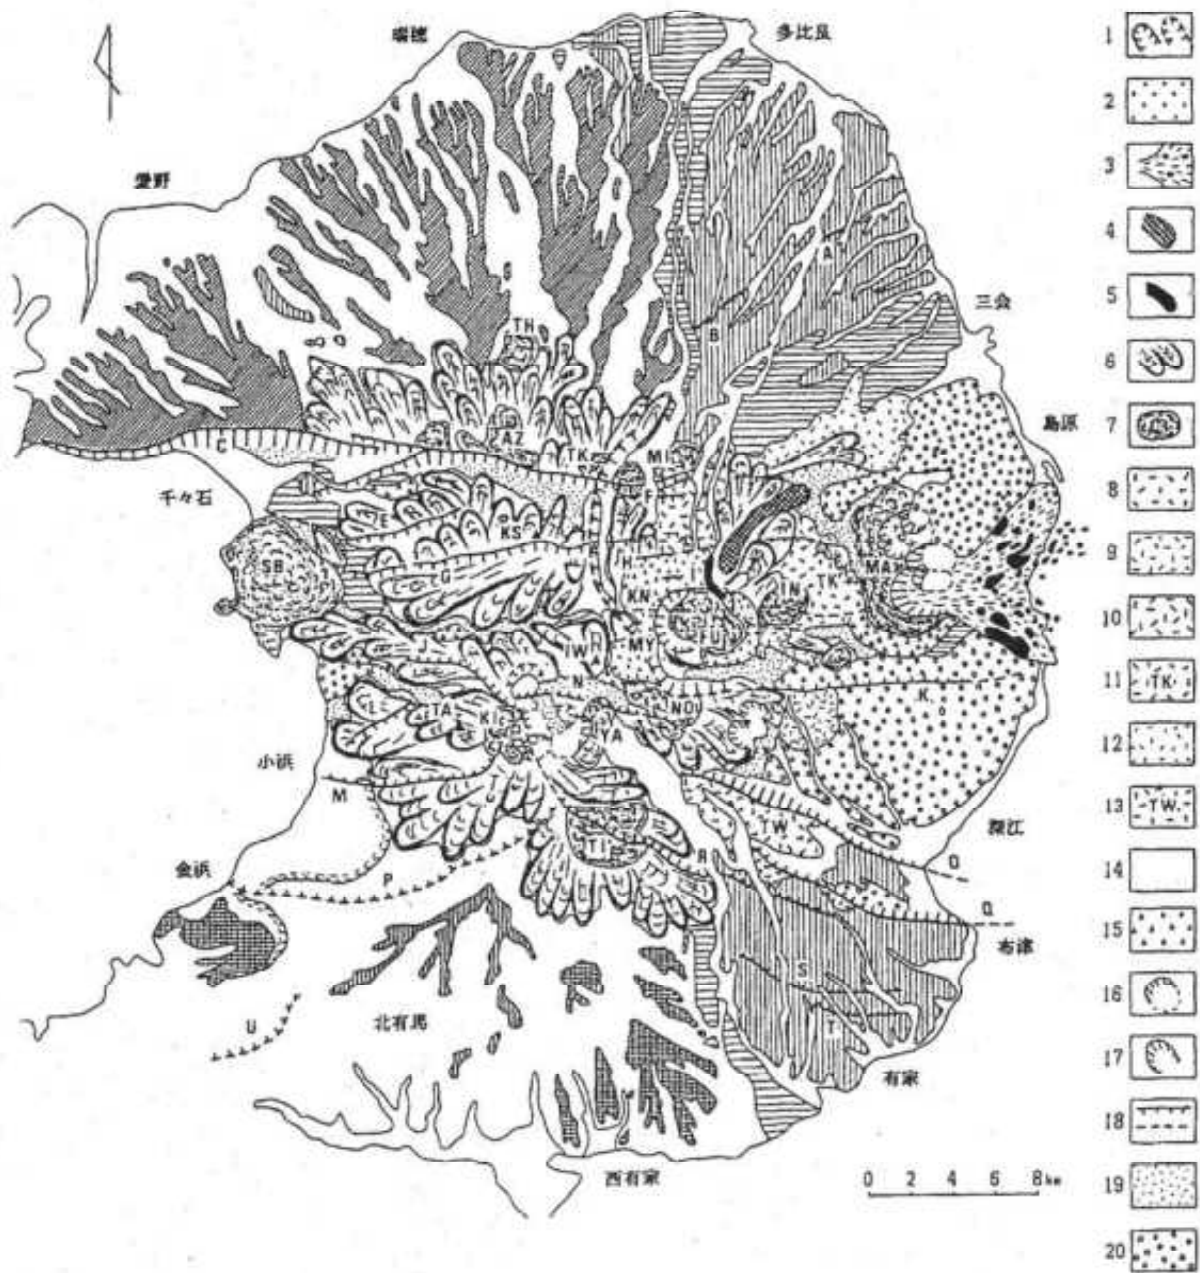 多比良
瑞穂
愛野
三会
島原
千々石
小浜
金浜
深江
布津
北有馬
有家
西有家
TH
A
B
AZ
TK
MI
C
F
E
KS
G
H
SB
KN
TK
MA
IN
FU
MY
IW
J
N
K
L
TA
KI
YA
NO
M
TW
TI
R
P
Q
Q
S
T
U
0 2 4 6 8 km
1
2
3
4
5
6
7
8
9
10
11 TK
12
13 TW
14
15
16
17
18
19
20